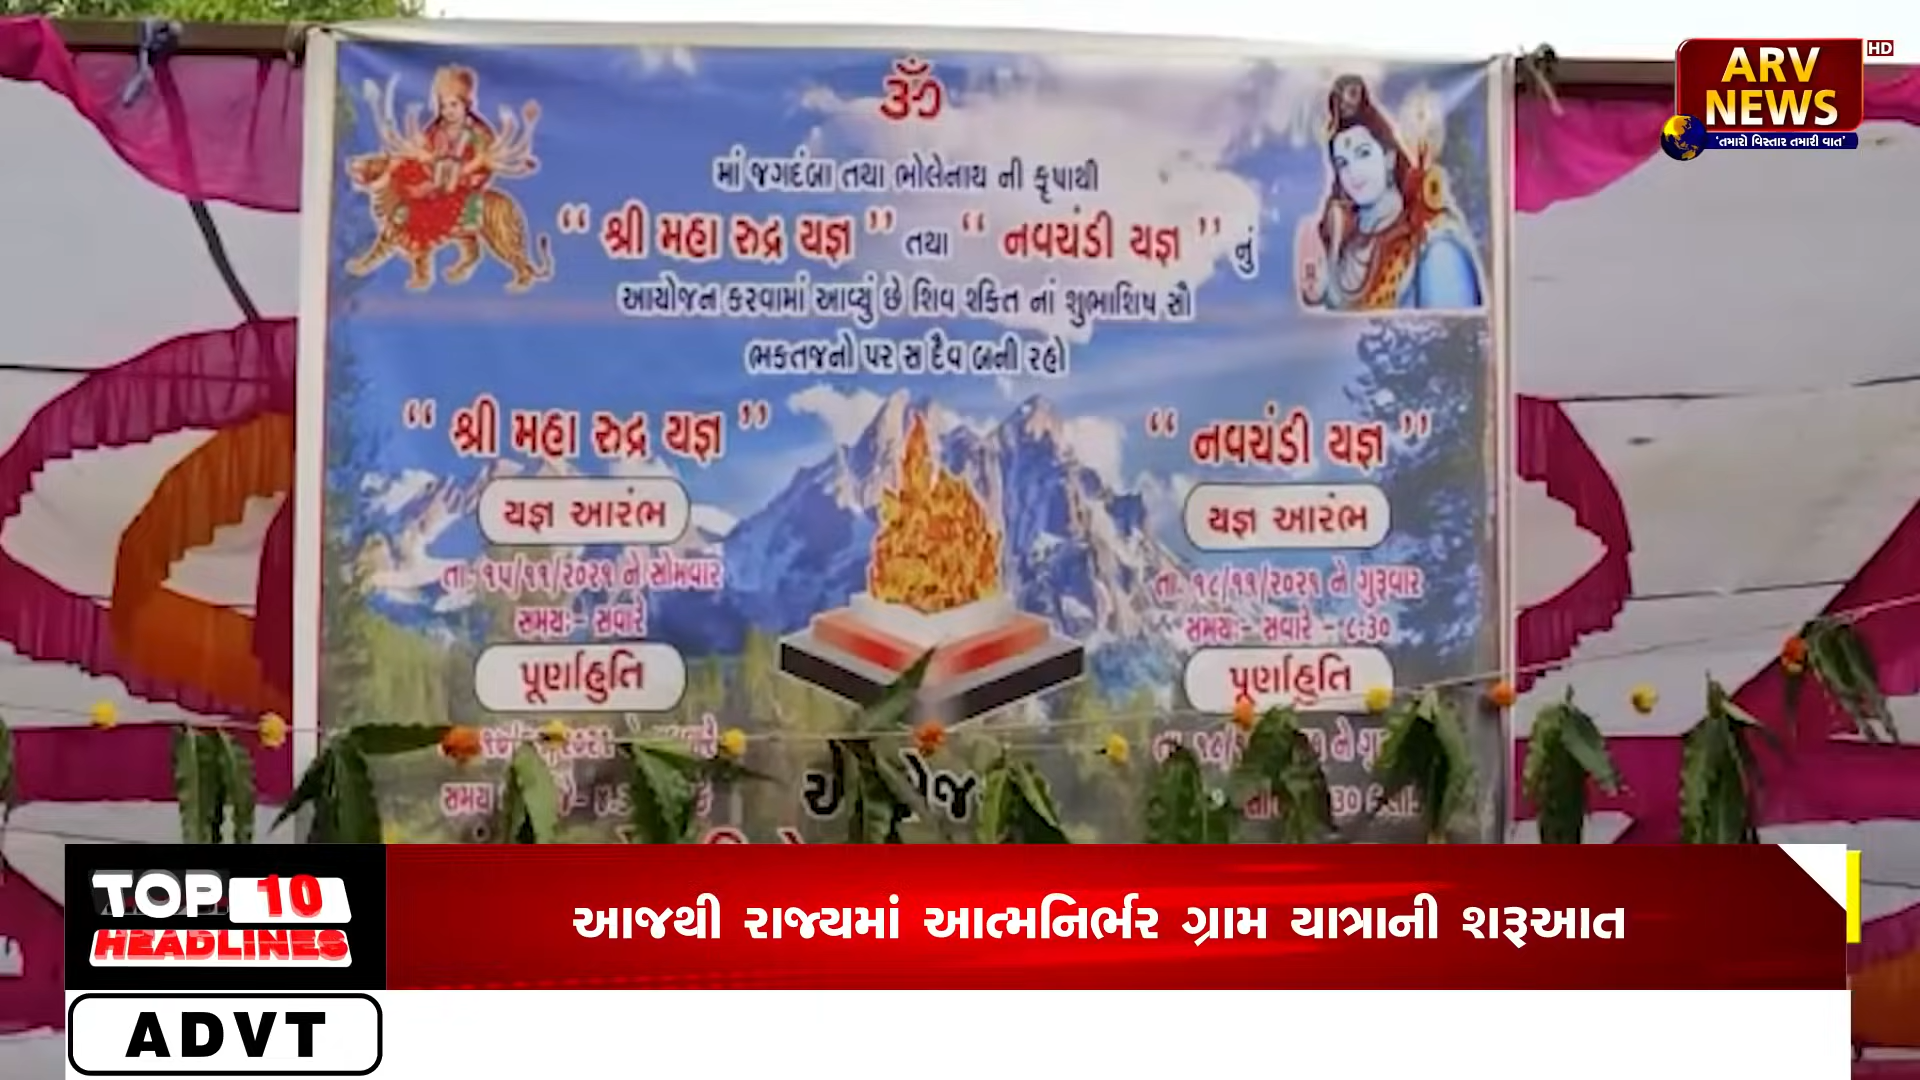 ARV
NEWS
HD
'તમારો વિસ્તાર તમારી વાત'
ૐ
માં જગદંબા તથા ભોલેનાથ ની કૃપાથી
“ શ્રી મહા રુદ્ર યજ્ઞ ” તથા “ નવચંડી યજ્ઞ ” નું
આયોજન કરવામાં આવ્યું છે શિવ શકિત નાં શુભાશિષ સૌ
ભકતજનો પર સ દૈવ બની રહો
“ શ્રી મહા રુદ્ર યજ્ઞ ”
યજ્ઞ આરંભ
તા. ૧૫/૧૧/૨૦૨૧ ને સોમવાર
સમય:- સવારે
પૂર્ણાહુતિ
સમય
“ નવચંડી યજ્ઞ ”
યજ્ઞ આરંભ
તા. ૧૮/૧૧/૨૦૨૧ ને ગુરૂવાર
સમય:- સવારે - ૮:૩૦
પૂર્ણાહુતિ
TOP 10
HEADLINES
આજથી રાજ્યમાં આત્મનિર્ભર ગ્રામ યાત્રાની શરૂઆત
ADVT